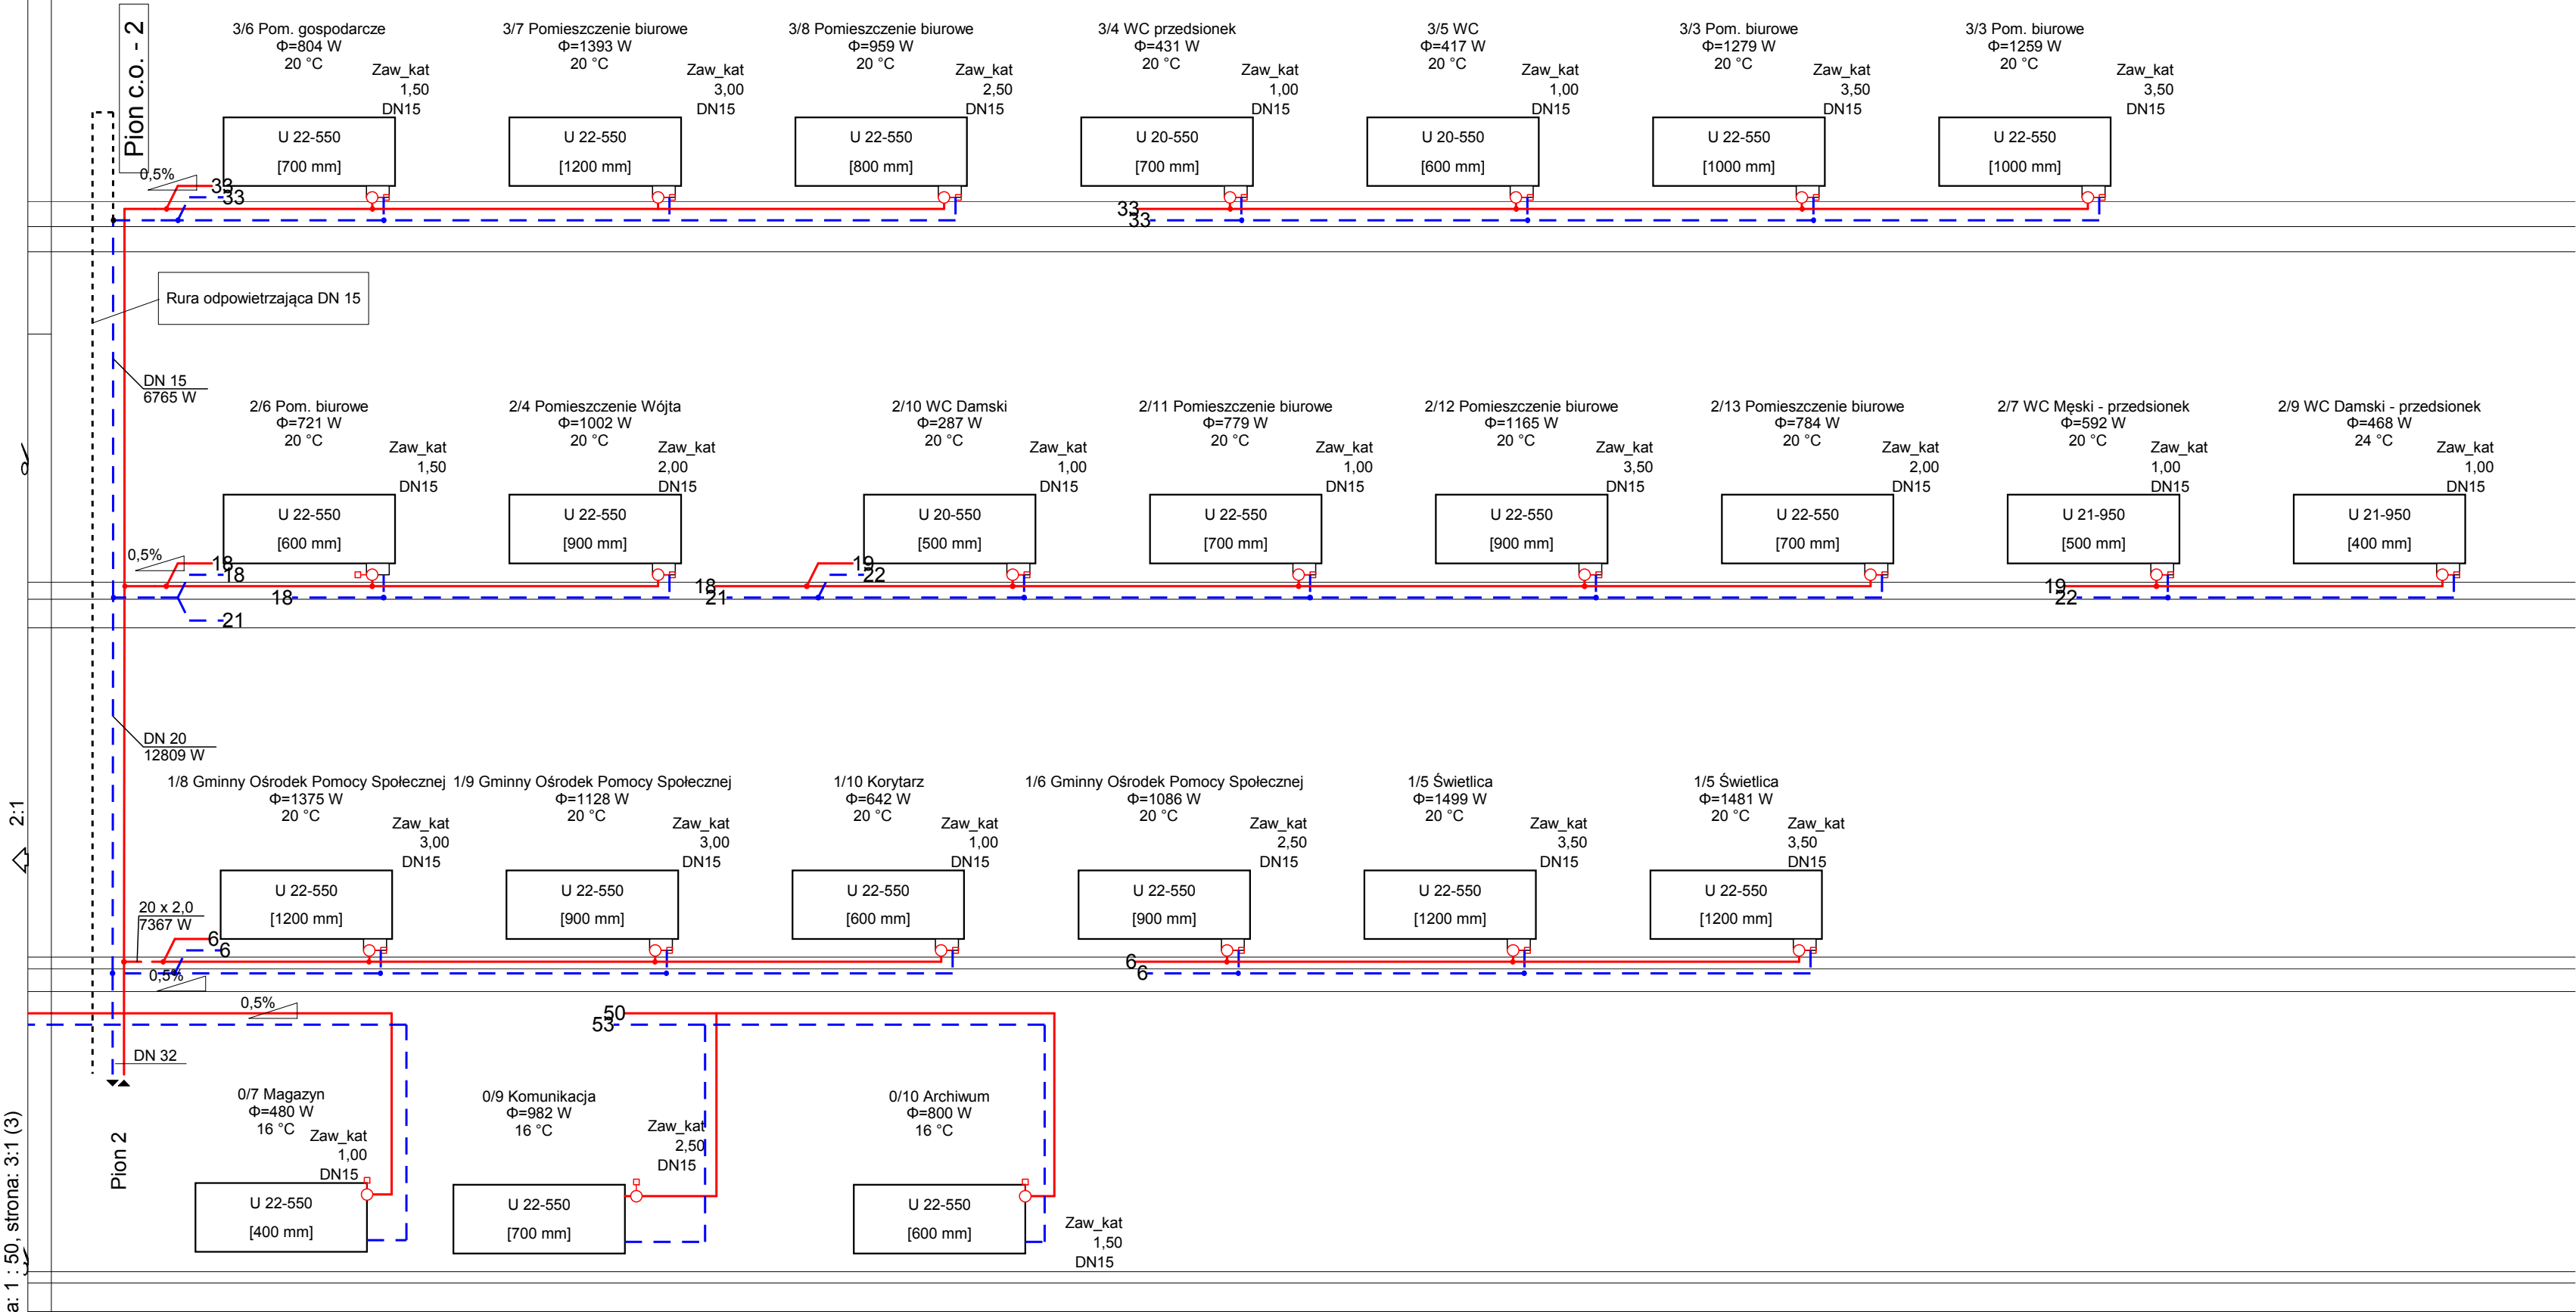 Pion c.o. - 2
3/6 Pom. gospodarcze
Φ=804 W
20 °C
Zaw_kat
1,50
DN15
U 22-550
[700 mm]
3/7 Pomieszczenie biurowe
Φ=1393 W
20 °C
Zaw_kat
3,00
DN15
U 22-550
[1200 mm]
3/8 Pomieszczenie biurowe
Φ=959 W
20 °C
Zaw_kat
2,50
DN15
U 22-550
[800 mm]
3/4 WC przedsionek
Φ=431 W
20 °C
Zaw_kat
1,00
DN15
U 20-550
[700 mm]
3/5 WC
Φ=417 W
20 °C
Zaw_kat
1,00
DN15
U 20-550
[600 mm]
3/3 Pom. biurowe
Φ=1279 W
20 °C
Zaw_kat
3,50
DN15
U 22-550
[1000 mm]
3/3 Pom. biurowe
Φ=1259 W
20 °C
Zaw_kat
3,50
DN15
U 22-550
[1000 mm]
0,5%
33
33
33
33
Rura odpowietrzająca DN 15
DN 15
6765 W
2/6 Pom. biurowe
Φ=721 W
20 °C
Zaw_kat
1,50
DN15
U 22-550
[600 mm]
2/4 Pomieszczenie Wójta
Φ=1002 W
20 °C
Zaw_kat
2,00
DN15
U 22-550
[900 mm]
2/10 WC Damski
Φ=287 W
20 °C
Zaw_kat
1,00
DN15
U 20-550
[500 mm]
2/11 Pomieszczenie biurowe
Φ=779 W
20 °C
Zaw_kat
1,00
DN15
U 22-550
[700 mm]
2/12 Pomieszczenie biurowe
Φ=1165 W
20 °C
Zaw_kat
3,50
DN15
U 22-550
[900 mm]
2/13 Pomieszczenie biurowe
Φ=784 W
20 °C
Zaw_kat
2,00
DN15
U 22-550
[700 mm]
2/7 WC Męski - przedsionek
Φ=592 W
20 °C
Zaw_kat
1,00
DN15
U 21-950
[500 mm]
2/9 WC Damski - przedsionek
Φ=468 W
24 °C
Zaw_kat
1,00
DN15
U 21-950
[400 mm]
0,5%
18
18
18
21
18
21
19
22
19
22
DN 20
12809 W
1/8 Gminny Ośrodek Pomocy Społecznej
Φ=1375 W
20 °C
Zaw_kat
3,00
DN15
U 22-550
[1200 mm]
1/9 Gminny Ośrodek Pomocy Społecznej
Φ=1128 W
20 °C
Zaw_kat
3,00
DN15
U 22-550
[900 mm]
1/10 Korytarz
Φ=642 W
20 °C
Zaw_kat
1,00
DN15
U 22-550
[600 mm]
1/6 Gminny Ośrodek Pomocy Społecznej
Φ=1086 W
20 °C
Zaw_kat
2,50
DN15
U 22-550
[900 mm]
1/5 Świetlica
Φ=1499 W
20 °C
Zaw_kat
3,50
DN15
U 22-550
[1200 mm]
1/5 Świetlica
Φ=1481 W
20 °C
Zaw_kat
3,50
DN15
U 22-550
[1200 mm]
20 x 2,0
7367 W
6
6
6
6
0,5%
0,5%
50
53
DN 32
Pion 2
0/7 Magazyn
Φ=480 W
16 °C
Zaw_kat
1,00
DN15
U 22-550
[400 mm]
0/9 Komunikacja
Φ=982 W
16 °C
Zaw_kat
2,50
DN15
U 22-550
[700 mm]
0/10 Archiwum
Φ=800 W
16 °C
U 22-550
[600 mm]
Zaw_kat
1,50
DN15
2:1
a: 1 : 50, strona: 3:1 (3)